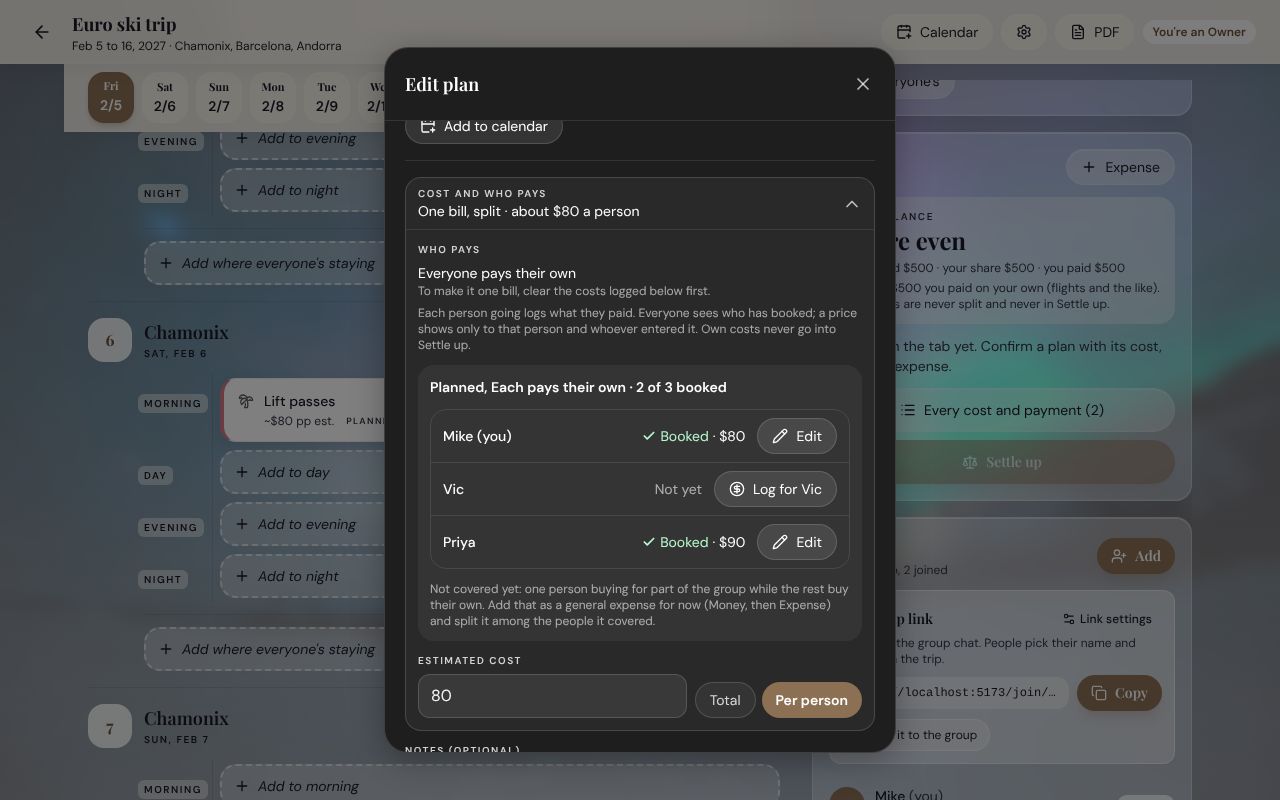 Euro ski trip
Feb 5 to 16, 2027 · Chamonix, Barcelona, Andorra
Calendar
PDF
You're an Owner
Fri
2/5
Sat
2/6
Sun
2/7
Mon
2/8
Tue
2/9
EVENING
Add to evening
NIGHT
Add to night
Add where everyone's staying
6
Chamonix
SAT, FEB 6
MORNING
Lift passes
~$80 pp est.
DAY
Add to day
EVENING
Add to evening
NIGHT
Add to night
Add where everyone's staying
7
Chamonix
SUN, FEB 7
MORNING
Add to morning
Edit plan
Add to calendar
COST AND WHO PAYS
One bill, split · about $80 a person
WHO PAYS
Everyone pays their own
To make it one bill, clear the costs logged below first.
Each person going logs what they paid. Everyone sees who has booked; a price
shows only to that person and whoever entered it. Own costs never go into
Settle up.
Planned, Each pays their own · 2 of 3 booked
Mike (you)
Booked · $80
Edit
Vic
Not yet
Log for Vic
Priya
Booked · $90
Edit
Not covered yet: one person buying for part of the group while the rest buy
their own. Add that as a general expense for now (Money, then Expense)
and split it among the people it covered.
ESTIMATED COST
80
Total
Per person
NOTES (OPTIONAL)
Expense
even
$500 · your share $500 · you paid $500
$500 you paid on your own (flights and the like).
are never split and never in Settle up.
the tab yet. Confirm a plan with its cost,
expense.
Every cost and payment (2)
Settle up
2 joined
Add
link
Link settings
the group chat. People pick their name and
the trip.
/localhost:5173/join/…
Copy
it to the group
Mike (you)